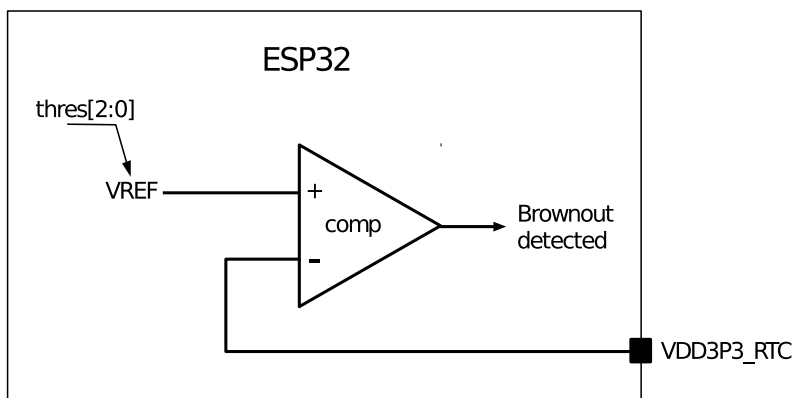 ESP32
thres[2:0]
VREF
+
comp
-
Brownout
detected
VDD3P3_RTC